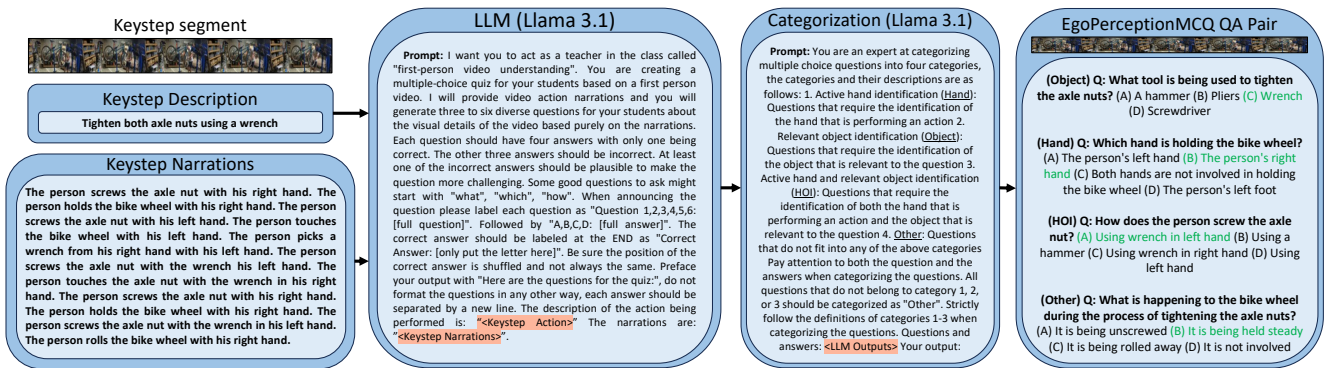 Keystep segment
Keystep Description
Tighten both axle nuts using a wrench
Keystep Narrations
The person screws the axle nut with his right hand. The
person holds the bike wheel with his right hand. The person
screws the axle nut with his left hand. The person touches
the bike wheel with his left hand. The person picks a
wrench from his right hand with his left hand. The person
screws the axle nut with the wrench his left hand. The
person touches the axle nut with the wrench in his right
hand. The person screws the axle nut with his right hand.
The person holds the bike wheel with his right hand. The
person screws the axle nut with the wrench in his left hand.
The person rolls the bike wheel with his right hand.
LLM (Llama 3.1)
Prompt: I want you to act as a teacher in the class called
"first-person video understanding". You are creating a
multiple-choice quiz for your students based on a first person
video. I will provide video action narrations and you will
generate three to six diverse questions for your students about
the visual details of the video based purely on the narrations.
Each question should have four answers with only one being
correct. The other three answers should be incorrect. At least
one of the incorrect answers should be plausible to make the
question more challenging. Some good questions to ask might
start with "what", "which", "how". When announcing the
question please label each question as "Question 1,2,3,4,5,6:
[full question]". Followed by "A,B,C,D: [full answer]". The
correct answer should be labeled at the END as "Correct
Answer: [only put the letter here]". Be sure the position of the
correct answer is shuffled and not always the same. Preface
your output with "Here are the questions for the quiz:", do
not format the questions in any other way, each answer should be
separated by a new line. The description of the action being
performed is: "<Keystep Action>" The narrations are:
"<Keystep Narrations>".
Categorization (Llama 3.1)
Prompt: You are an expert at categorizing
multiple choice questions into four categories,
the categories and their descriptions are as
follows: 1. Active hand identification (Hand):
Questions that require the identification of
the hand that is performing an action 2.
Relevant object identification (Object):
Questions that require the identification of
the object that is relevant to the question 3.
Active hand and relevant object identification
(HOI): Questions that require the
identification of both the hand that is
performing an action and the object that is
relevant to the question 4. Other: Questions
that do not fit into any of the above categories
Pay attention to both the question and the
answers when categorizing the questions. All
questions that do not belong to category 1, 2,
or 3 should be categorized as "Other". Strictly
follow the definitions of categories 1-3 when
categorizing the questions. Questions and
answers: <LLM Outputs> Your output:
EgoPerceptionMCQ QA Pair
(Object) Q: What tool is being used to tighten
the axle nuts? (A) A hammer (B) Pliers (C) Wrench
(D) Screwdriver
(Hand) Q: Which hand is holding the bike wheel?
(A) The person's left hand (B) The person's right
hand (C) Both hands are not involved in holding
the bike wheel (D) The person's left foot
(HOI) Q: How does the person screw the axle
nut? (A) Using wrench in left hand (B) Using a
hammer (C) Using wrench in right hand (D) Using
left hand
(Other) Q: What is happening to the bike wheel
during the process of tightening the axle nuts?
(A) It is being unscrewed (B) It is being held steady
(C) It is being rolled away (D) It is not involved